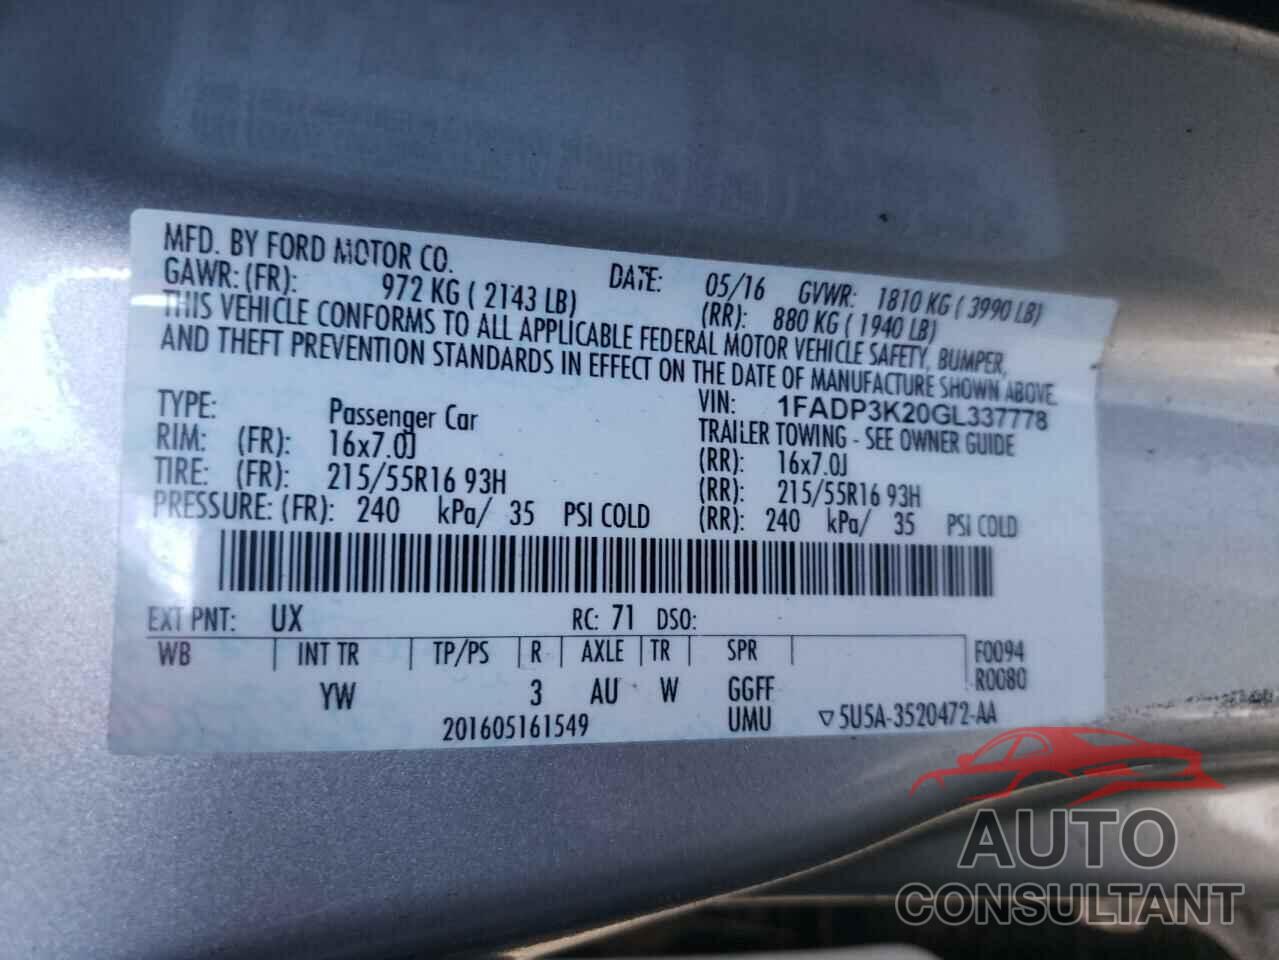 MFD. BY FORD MOTOR CO. DATE: 05/16 GVWR: 1810 KG ( 3990 LB)
GAWR: (FR): 972 KG ( 2143 LB) (RR): 880 KG ( 1940 LB)
THIS VEHICLE CONFORMS TO ALL APPLICABLE FEDERAL MOTOR VEHICLE SAFETY, BUMPER,
AND THEFT PREVENTION STANDARDS IN EFFECT ON THE DATE OF MANUFACTURE SHOWN ABOVE.
VIN: 1FADP3K20GL337778
TYPE: Passenger Car TRAILER TOWING - SEE OWNER GUIDE
RIM: (FR): 16x7.0J (RR): 16x7.0J
TIRE: (FR): 215/55R16 93H (RR): 215/55R16 93H
PRESSURE: (FR): 240 kPa/ 35 PSI COLD (RR): 240 kPa/ 35 PSI COLD
EXT PNT: UX RC: 71 DSO:
WB INT TR TP/PS R AXLE TR SPR F0094
R0080
YW 3 AU W GGFF
201605161549 UMU ▽5U5A-3520472-AA
AUTO
CONSULTANT